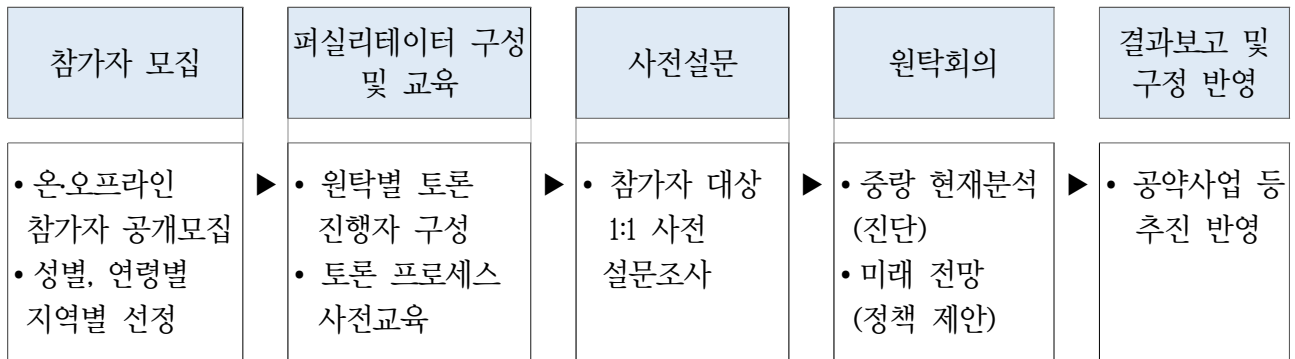 참가자 모집
퍼실리테이터 구성
및 교육
사전설문
원탁회의
결과보고 및
구정 반영
• 온·오프라인
참가자 공개모집
• 성별, 연령별
지역별 선정
▶
• 원탁별 토론
진행자 구성
• 토론 프로세스
사전교육
▶
• 참가자 대상
1:1 사전
설문조사
▶
• 중랑 현재분석
(진단)
• 미래 전망
(정책 제안)
▶
• 공약사업 등
추진 반영